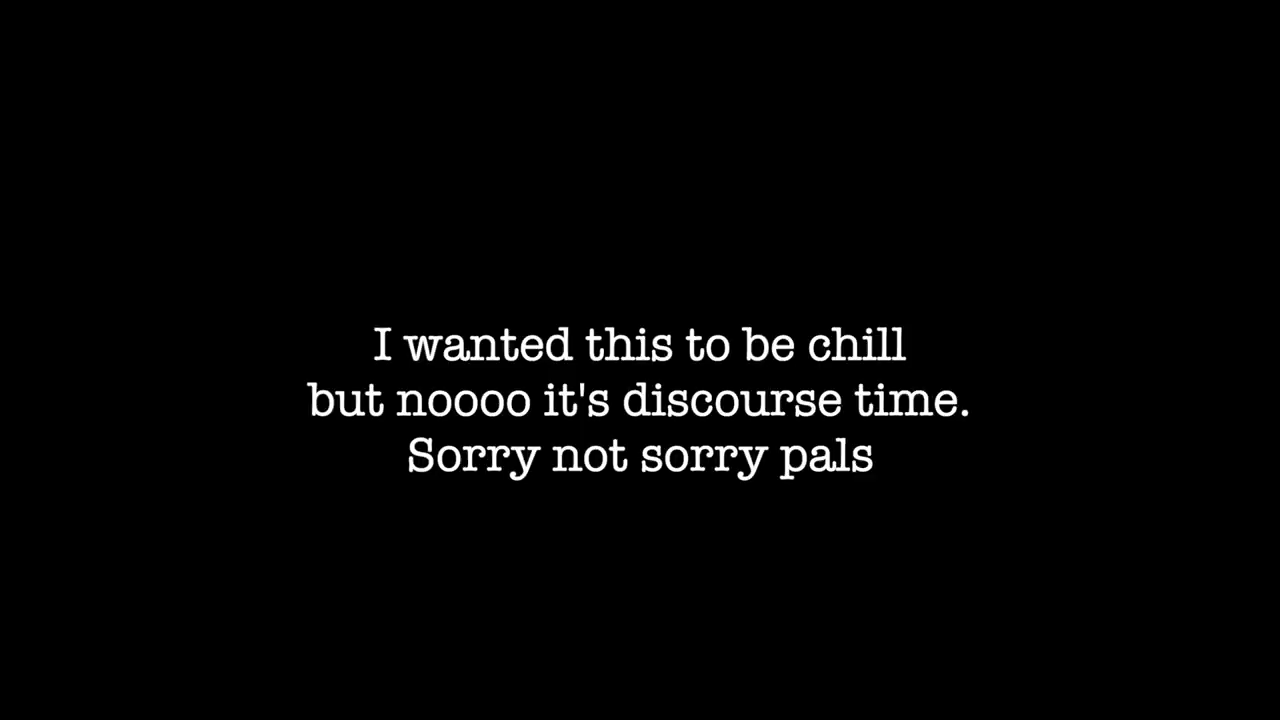 I wanted this to be chill
but noooo it's discourse time.
Sorry not sorry pals